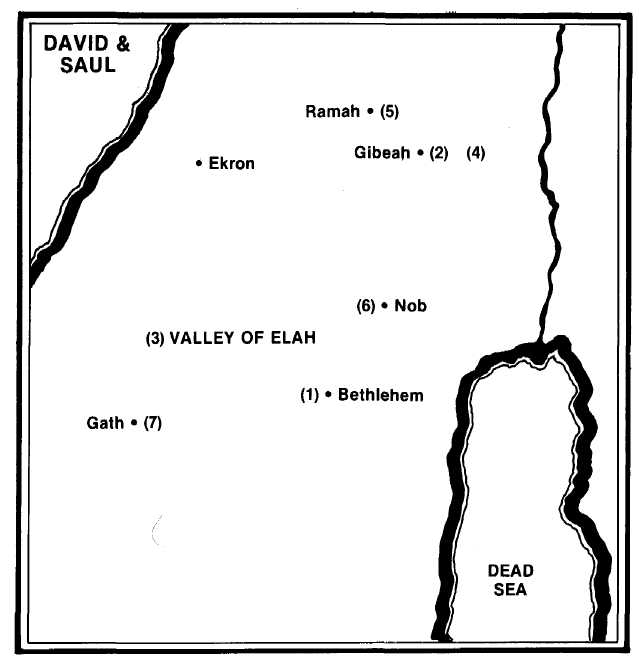 DAVID &
SAUL
Ramah • (5)
Gibeah • (2) (4)
• Ekron
(6) • Nob
(3) VALLEY OF ELAH
(1) • Bethlehem
Gath • (7)
DEAD
SEA